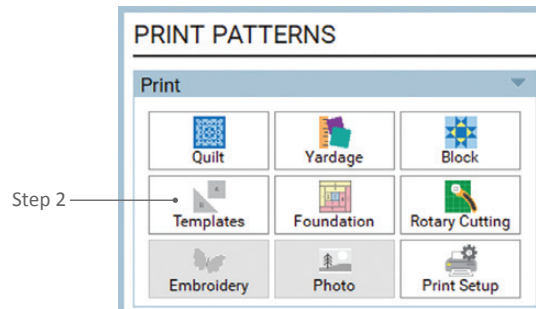 PRINT PATTERNS
Print
Quilt Yardage Block
Step 2 Templates Foundation Rotary Cutting
Embroidery Photo Print Setup